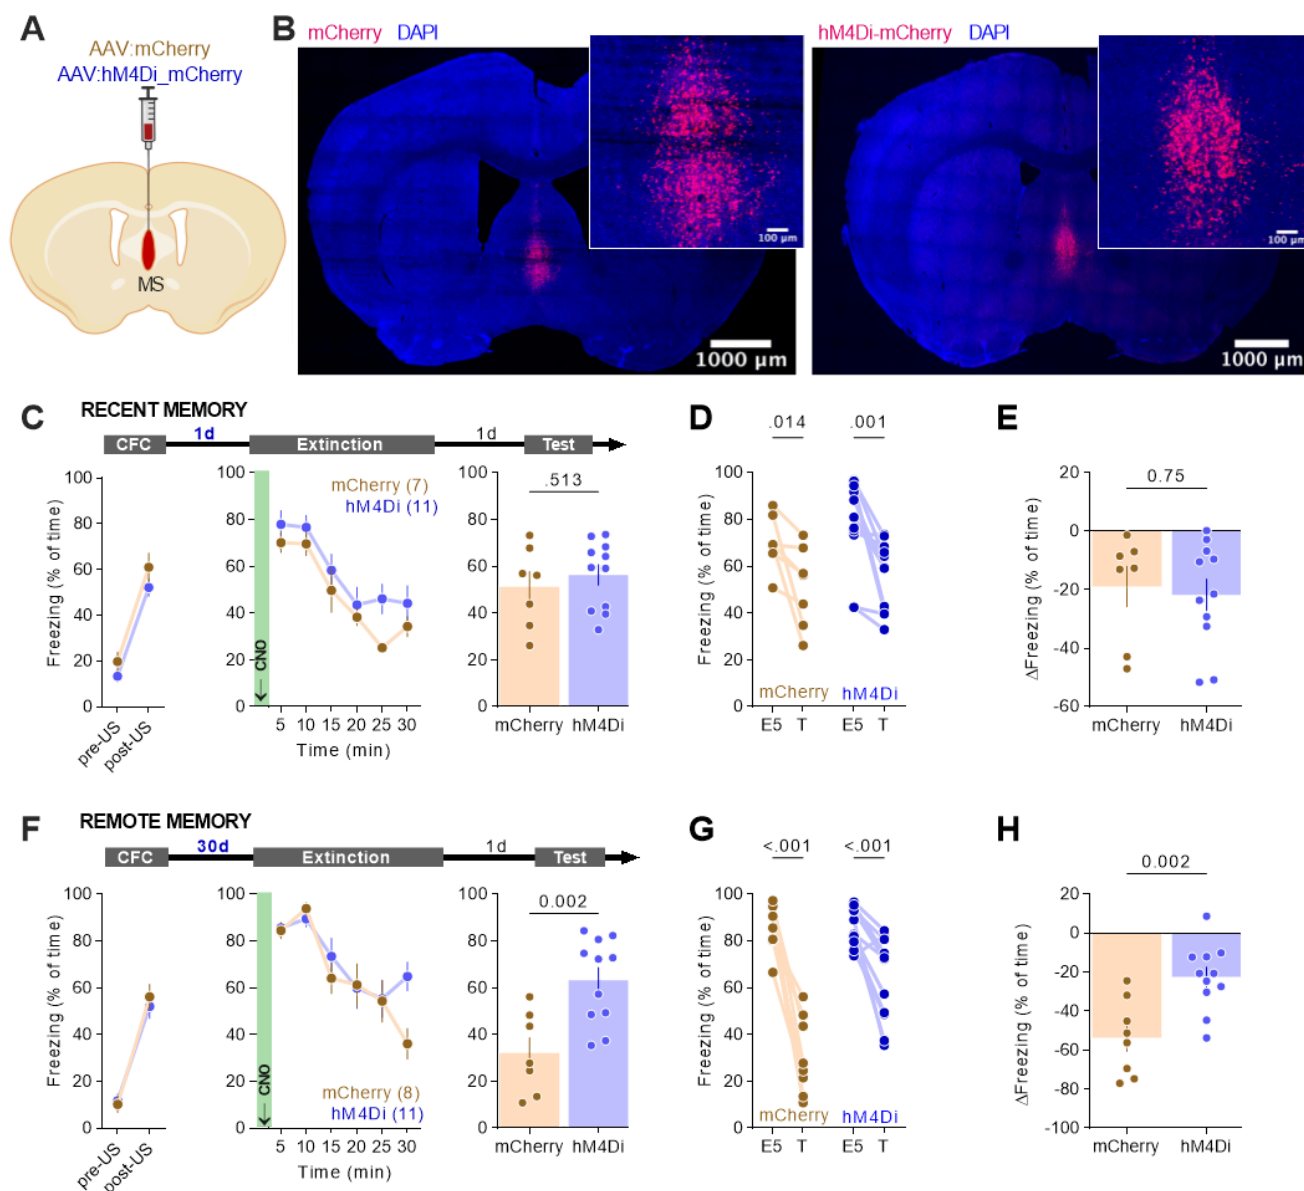 A
AAV:mCherry
AAV:hM4Di_mCherry
MS
B
mCherry DAPI
100 µm
1000 µm
hM4Di-mCherry DAPI
100 µm
1000 µm
C
RECENT MEMORY
CFC 1d Extinction 1d Test
Freezing (% of time)
100
80
60
40
20
0
pre-US
post-US
100
80
60
40
20
0
← CNO
mCherry (7)
hM4Di (11)
5 10 15 20 25 30
Time (min)
100
80
60
40
20
0
.513
mCherry hM4Di
D
.014 .001
Freezing (% of time)
100
80
60
40
20
0
mCherry hM4Di
E5 T E5 T
E
ΔFreezing (% of time)
20
0
-20
-40
-60
0.75
mCherry hM4Di
F
REMOTE MEMORY
CFC 30d Extinction 1d Test
Freezing (% of time)
100
80
60
40
20
0
pre-US
post-US
100
80
60
40
20
0
← CNO
mCherry (8)
hM4Di (11)
5 10 15 20 25 30
Time (min)
100
80
60
40
20
0
0.002
mCherry hM4Di
G
<.001 <.001
Freezing (% of time)
100
80
60
40
20
0
mCherry hM4Di
E5 T E5 T
H
ΔFreezing (% of time)
20
0
-20
-40
-60
-80
-100
0.002
mCherry hM4Di